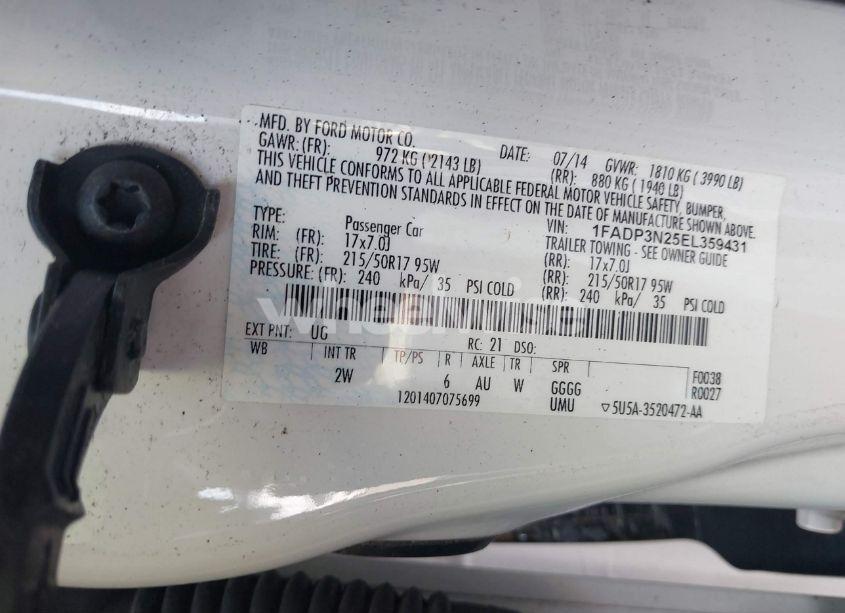 MFD. BY FORD MOTOR CO.
DATE: 07/14 GVWR: 1810 KG ( 3990 LB)
GAWR: (FR): 972 KG ( 2143 LB) (RR): 880 KG ( 1940 LB)
THIS VEHICLE CONFORMS TO ALL APPLICABLE FEDERAL MOTOR VEHICLE SAFETY, BUMPER,
AND THEFT PREVENTION STANDARDS IN EFFECT ON THE DATE OF MANUFACTURE SHOWN ABOVE.
VIN: 1FADP3N25EL359431
TYPE: Passenger Car TRAILER TOWING - SEE OWNER GUIDE
RIM: (FR): 17x7.0J (RR): 17x7.0J
TIRE: (FR): 215/50R17 95W (RR): 215/50R17 95W
PRESSURE: (FR): 240 kPa/ 35 PSI COLD (RR): 240 kPa/ 35 PSI COLD
wheelwise
EXT PNT: UG RC: 21 DSO:
WB INT TR TP/PS R AXLE TR SPR
2W 6 AU W GGGG F0038
1201407075699 UMU R0027
▽5U5A-3520472-AA